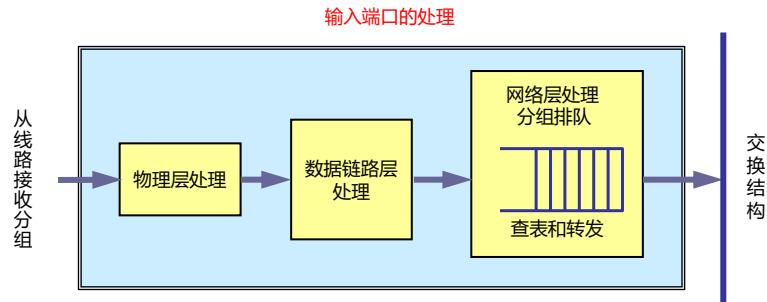 输入端口的处理
从线路接收分组
物理层处理
数据链路层
处理
网络层处理
分组排队
查表和转发
交换结构